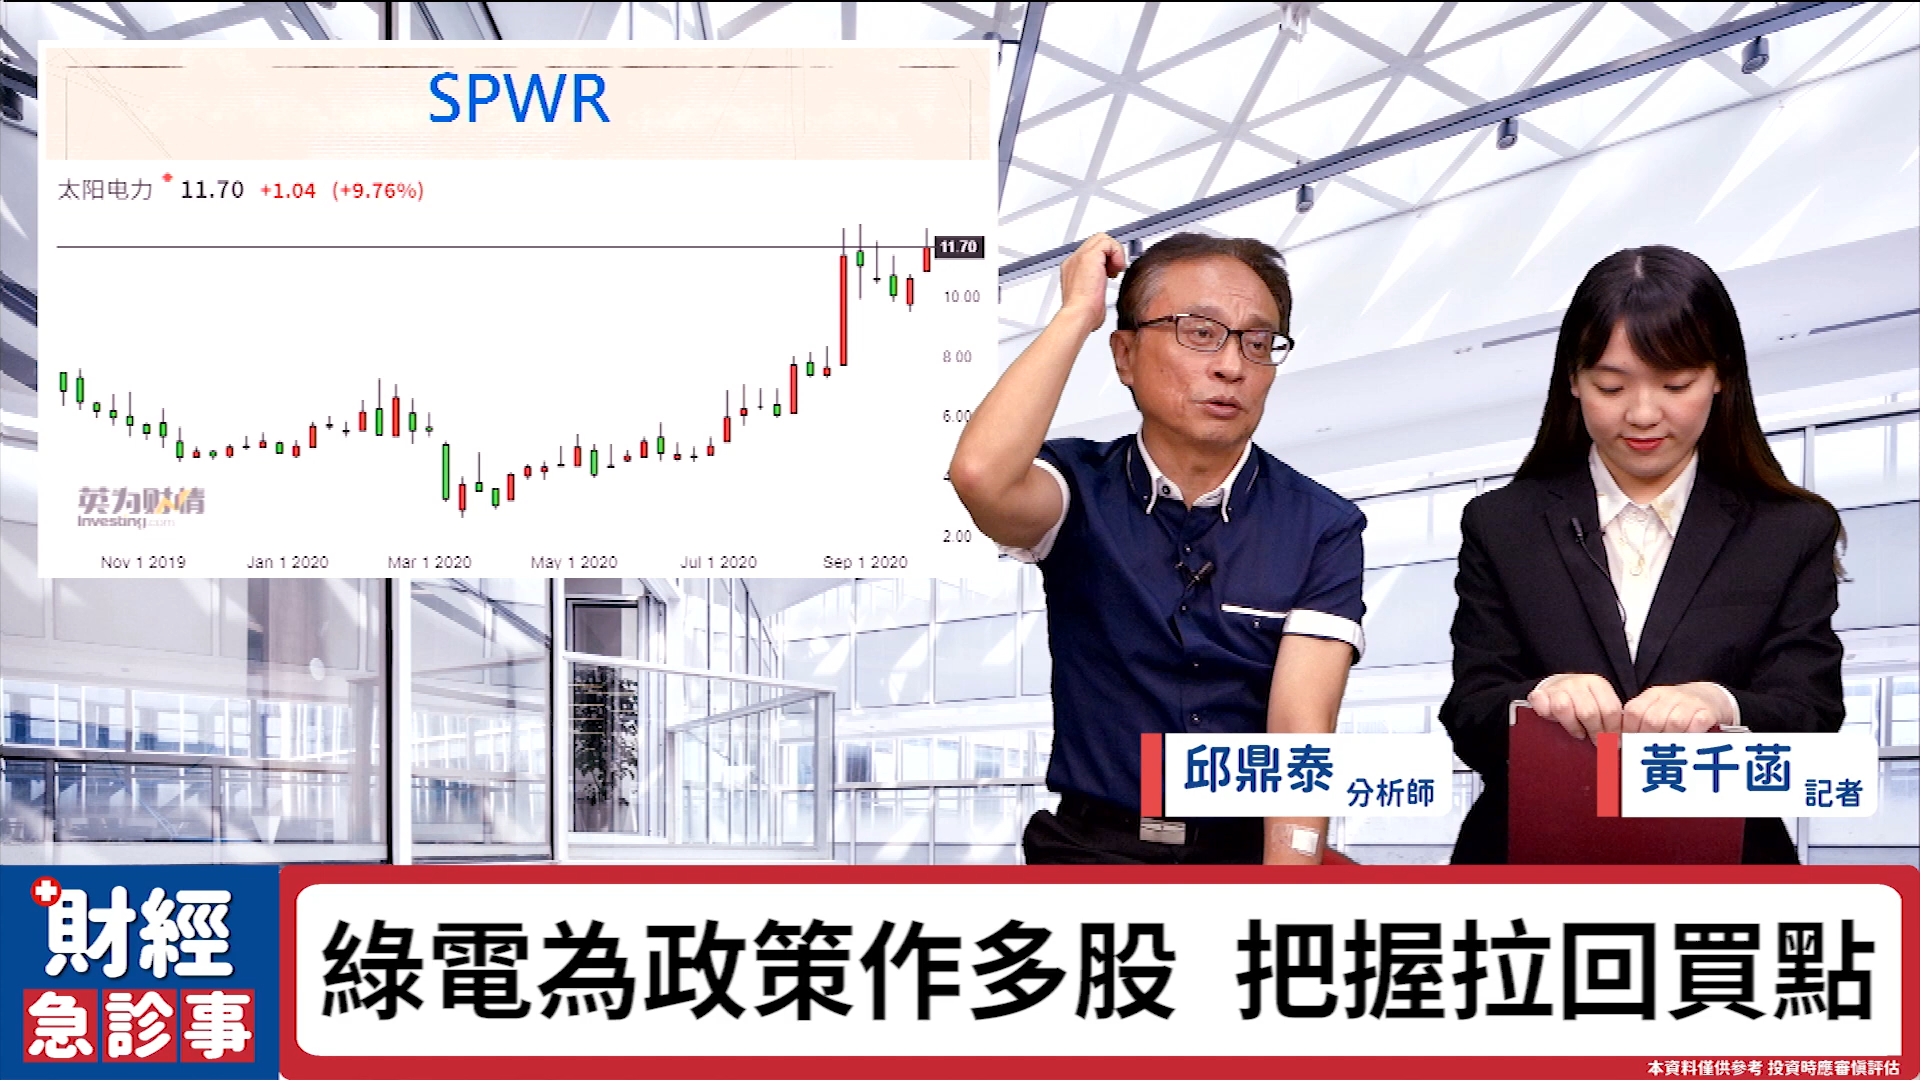 SPWR
太阳电力 11.70 +1.04 (+9.76%)
11.70
10.00
8.00
6.00
2.00
英为财情
Investing.com
Nov 1 2019 Jan 1 2020 Mar 1 2020 May 1 2020 Jul 1 2020 Sep 1 2020
邱鼎泰 分析師
黃千菡 記者
財經
急診事
綠電為政策作多股 把握拉回買點
本資料僅供參考 投資時應審慎評估